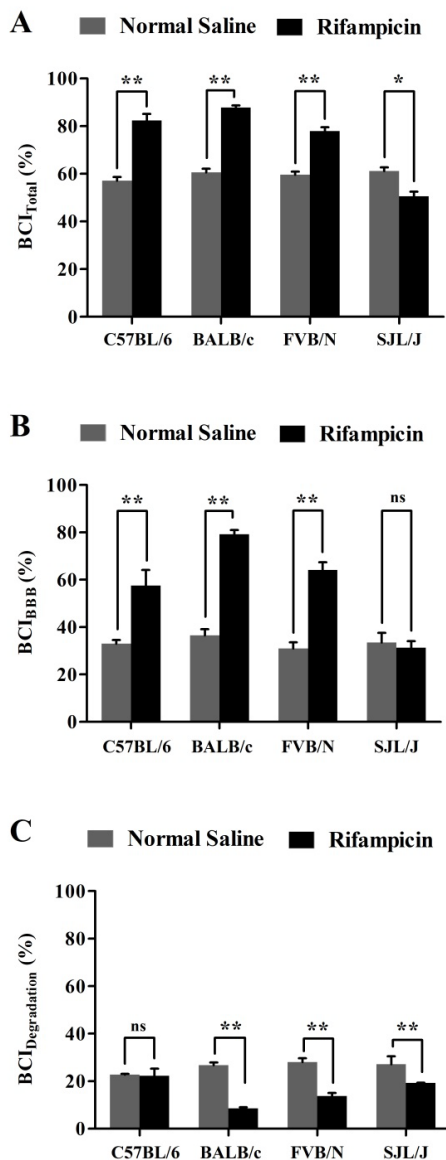 A
Normal Saline Rifampicin
BCITotal (%)
100
80
60
40
20
0
** ** ** *
C57BL/6 BALB/c FVB/N SJL/J
B
Normal Saline Rifampicin
BCIBBB (%)
100
80
60
40
20
0
** ** ** ns
C57BL/6 BALB/c FVB/N SJL/J
C
Normal Saline Rifampicin
BCIDegradation (%)
100
80
60
40
20
0
ns ** ** **
C57BL/6 BALB/c FVB/N SJL/J